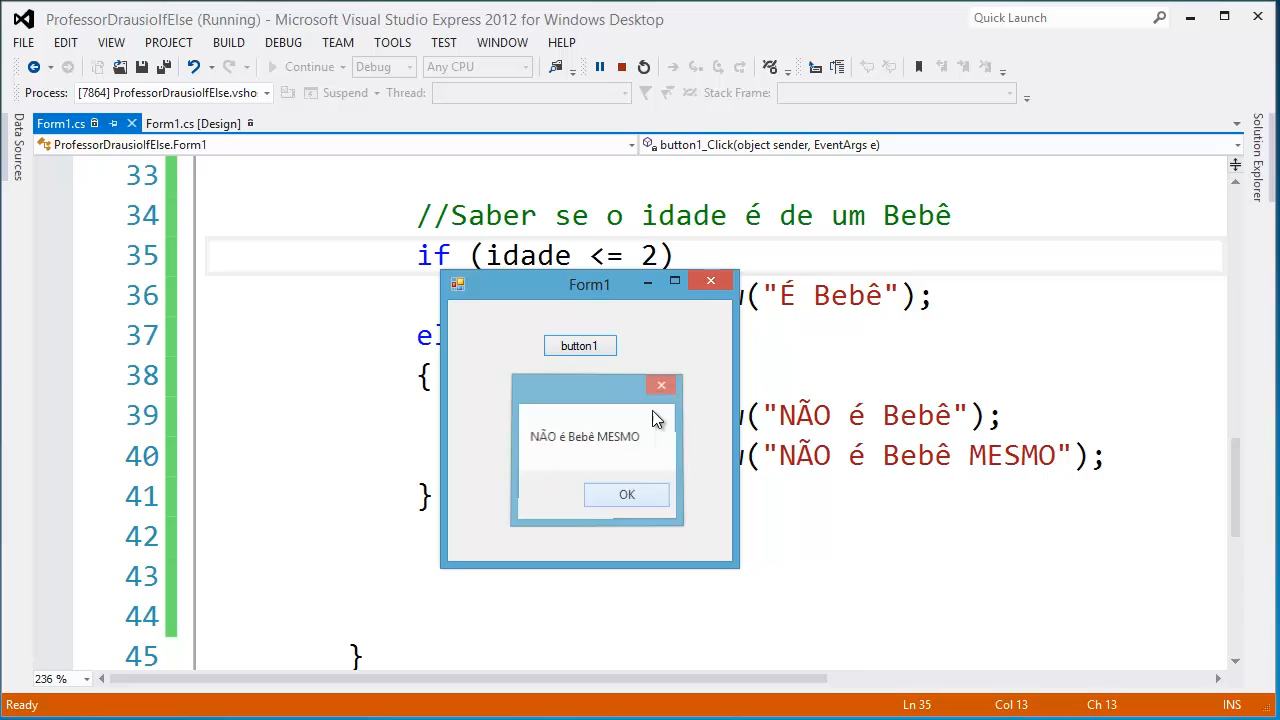 ProfessorDrausioIfElse (Running) - Microsoft Visual Studio Express 2012 for Windows Desktop
Quick Launch
FILE EDIT VIEW PROJECT BUILD DEBUG TEAM TOOLS TEST WINDOW HELP
Continue Debug Any CPU
Process: [7864] ProfessorDrausioIfElse.vsho Suspend Thread: Stack Frame:
Data Sources
Form1.cs Form1.cs [Design]
Solution Explorer
ProfessorDrausioIfElse.Form1 button1_Click(object sender, EventArgs e)
33
34 //Saber se o idade é de um Bebê
35 if (idade <= 2)
Form1
36 ("É Bebê");
37
button1
38 {
39 ("NÃO é Bebê");
NÃO é Bebê MESMO
40 ("NÃO é Bebê MESMO");
41 }
OK
42
43
44
45 }
236 %
Ready Ln 35 Col 13 Ch 13 INS